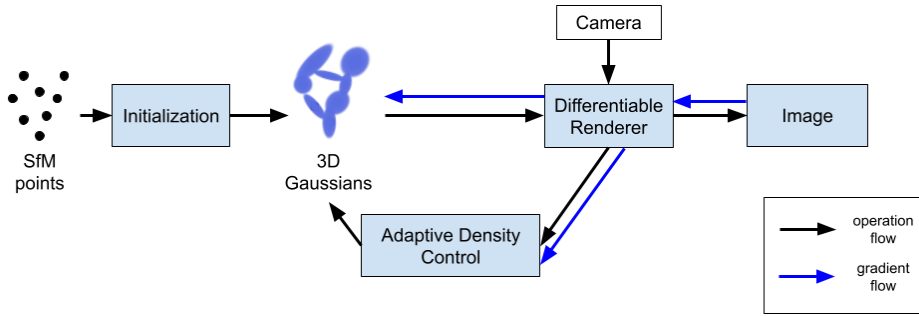 Camera
SfM
points
Initialization
3D
Gaussians
Differentiable
Renderer
Image
Adaptive Density
Control
operation
flow
gradient
flow